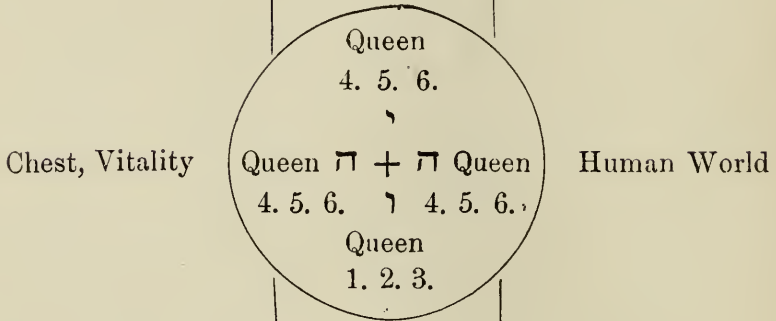 Queen
4. 5. 6.
י
Chest, Vitality Queen ה + ה Queen Human World
4. 5. 6. ו 4. 5. 6.
Queen
1. 2. 3.